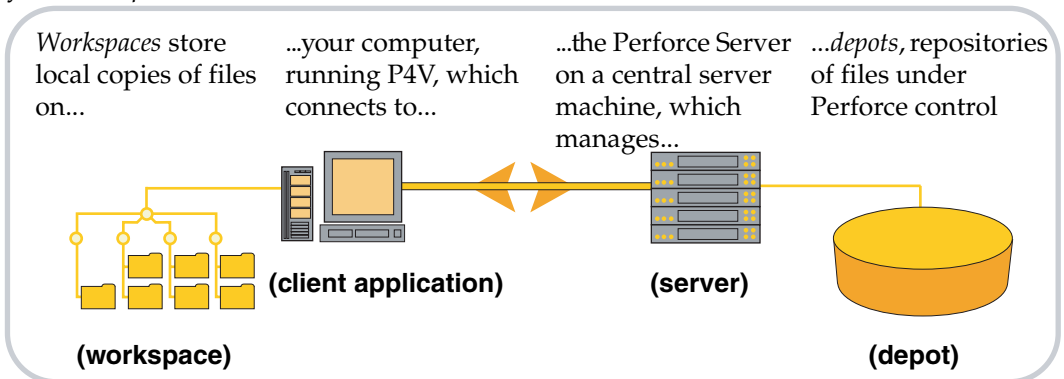 Workspaces store
local copies of files
on...
...your computer,
running P4V, which
connects to...
...the Perforce Server
on a central server
machine, which
manages...
...depots, repositories
of files under
Perforce control
(client application)
(server)
(workspace)
(depot)